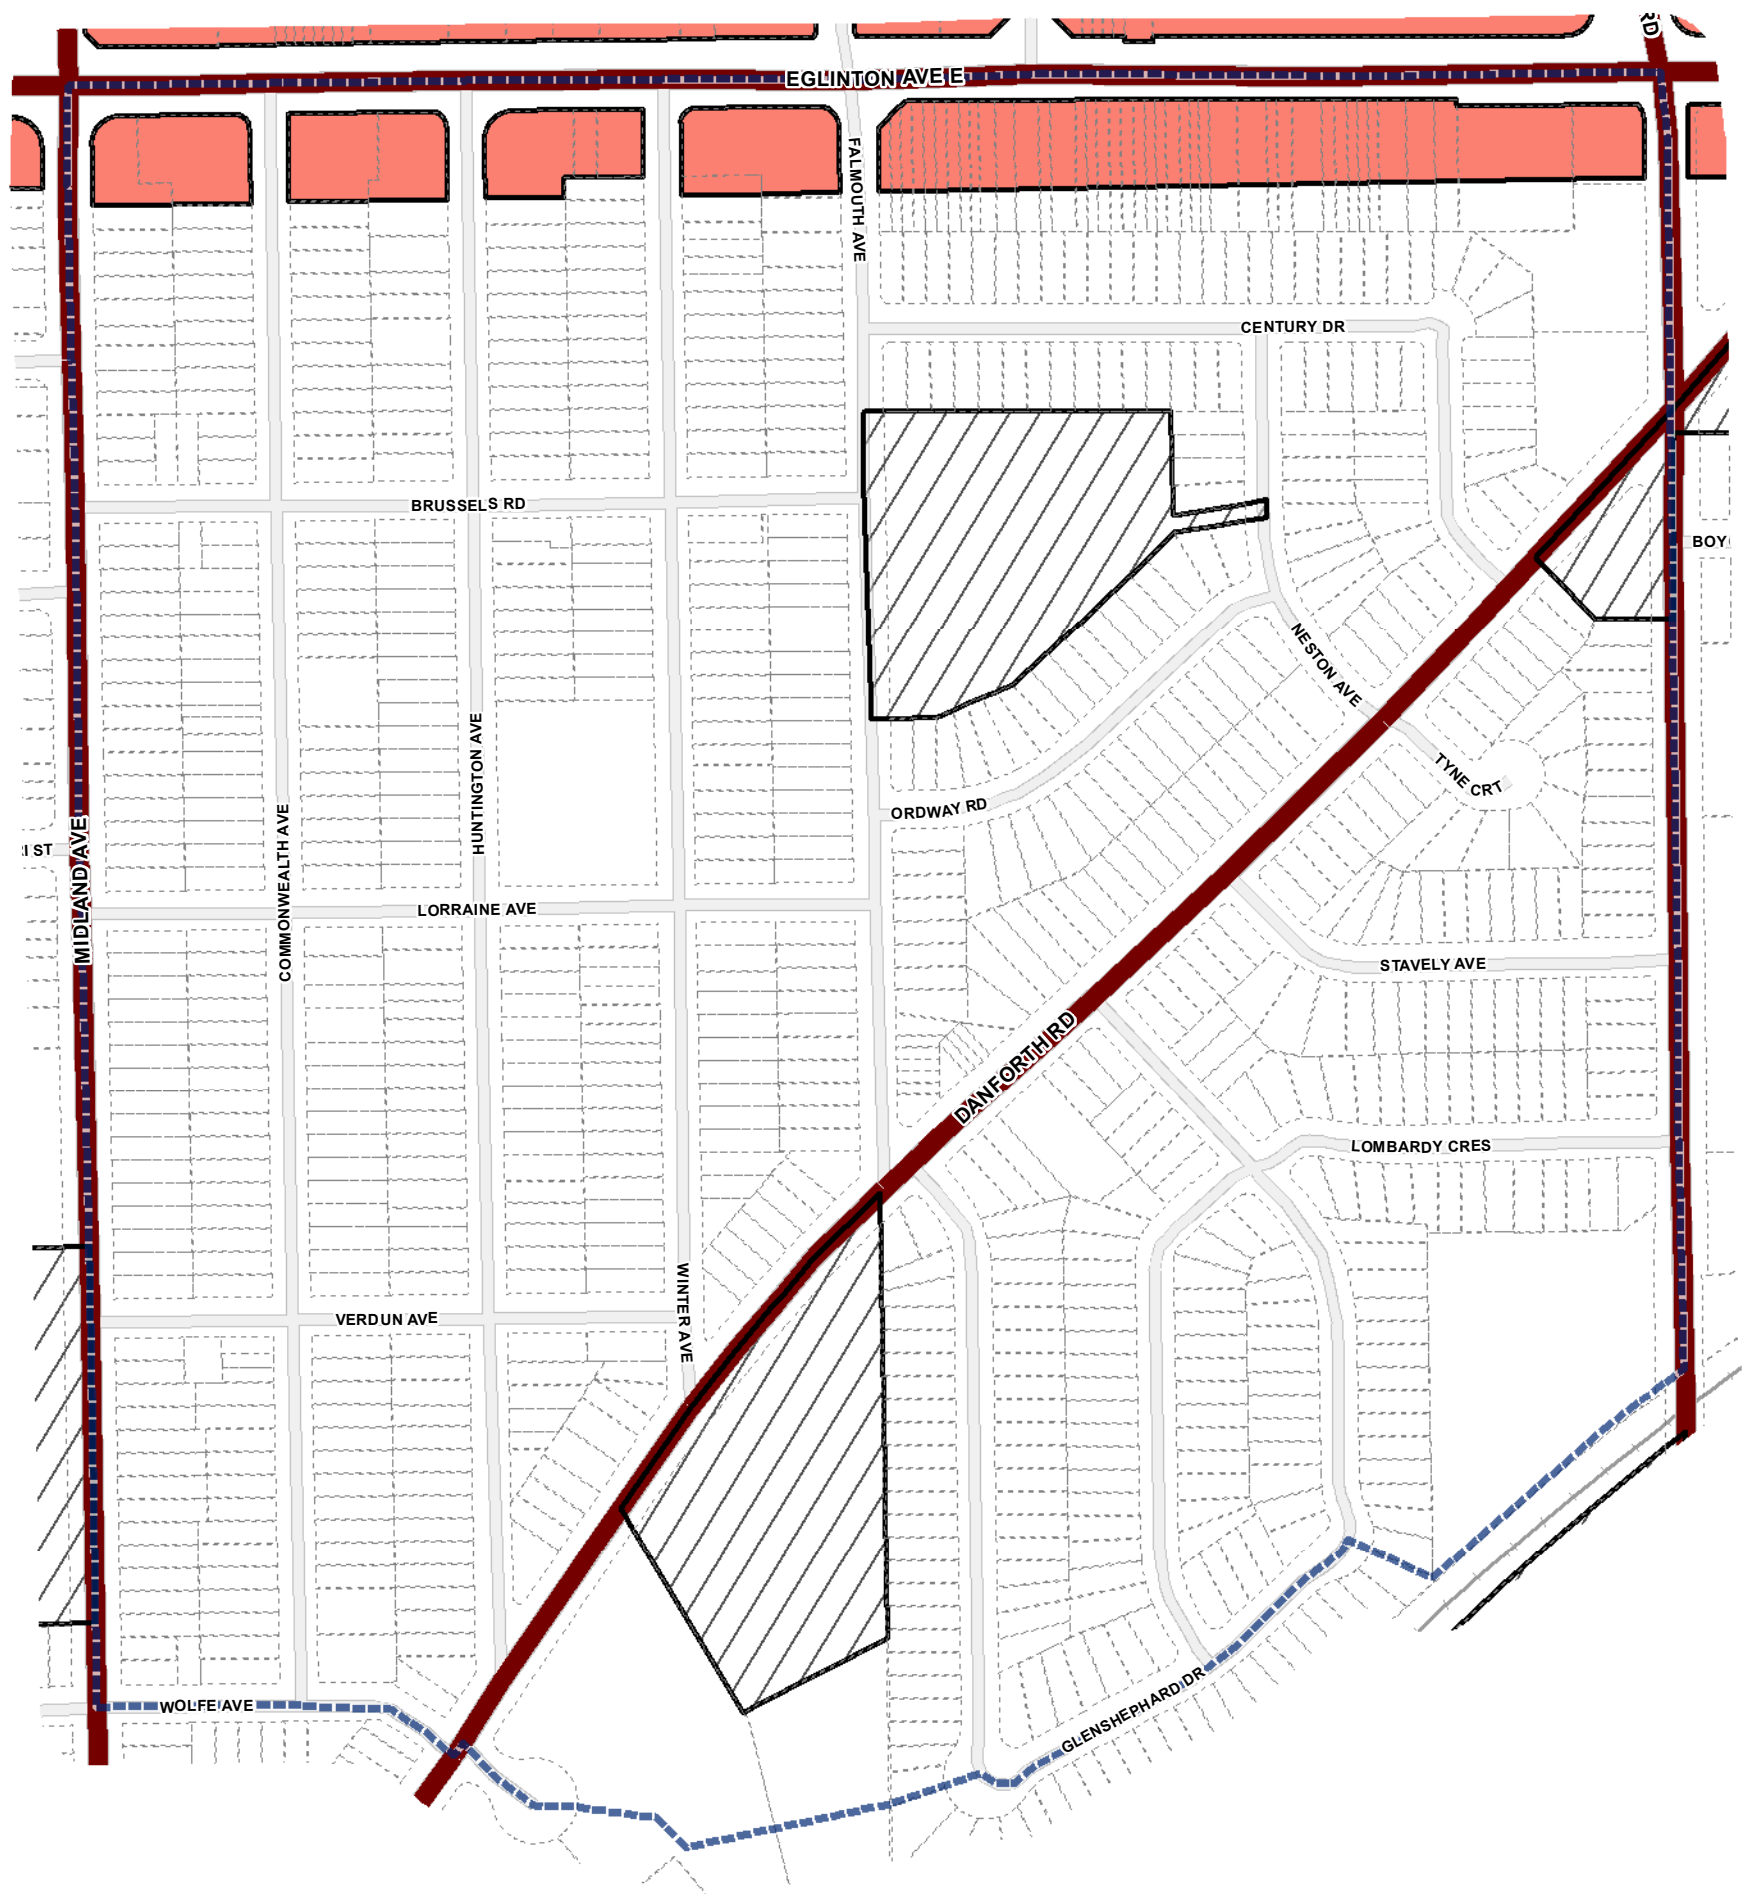 RD
EGLINTON AVE E
FALMOUTH AVE
CENTURY DR
BRUSSELS RD
BOY
NESTON AVE
HUNTINGTON AVE
TYNE CRT
COMMONWEALTH AVE
ORDWAY RD
MIDLAND AVE
I ST
LORRAINE AVE
STAVELY AVE
DANFORTH RD
LOMBARDY CRES
WINTER AVE
VERDUN AVE
WOLFE AVE
GLENSHEPHARD DR